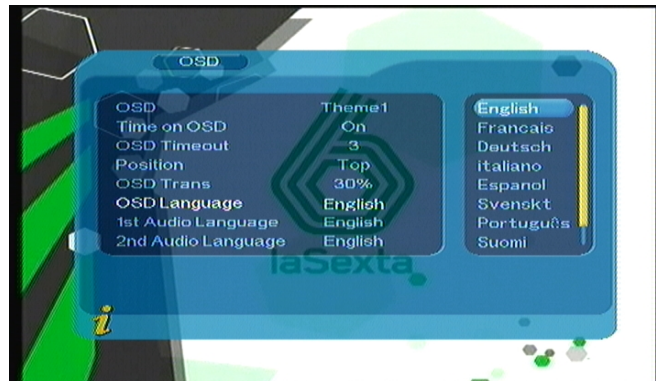 OSD
OSD Theme1
Time on OSD On
OSD Timeout 3
Position Top
OSD Trans 30%
OSD Language English
1st Audio Language English
2nd Audio Language English
English
Francais
Deutsch
italiano
Espanol
Svenskt
Português
Suomi
laSexta
i